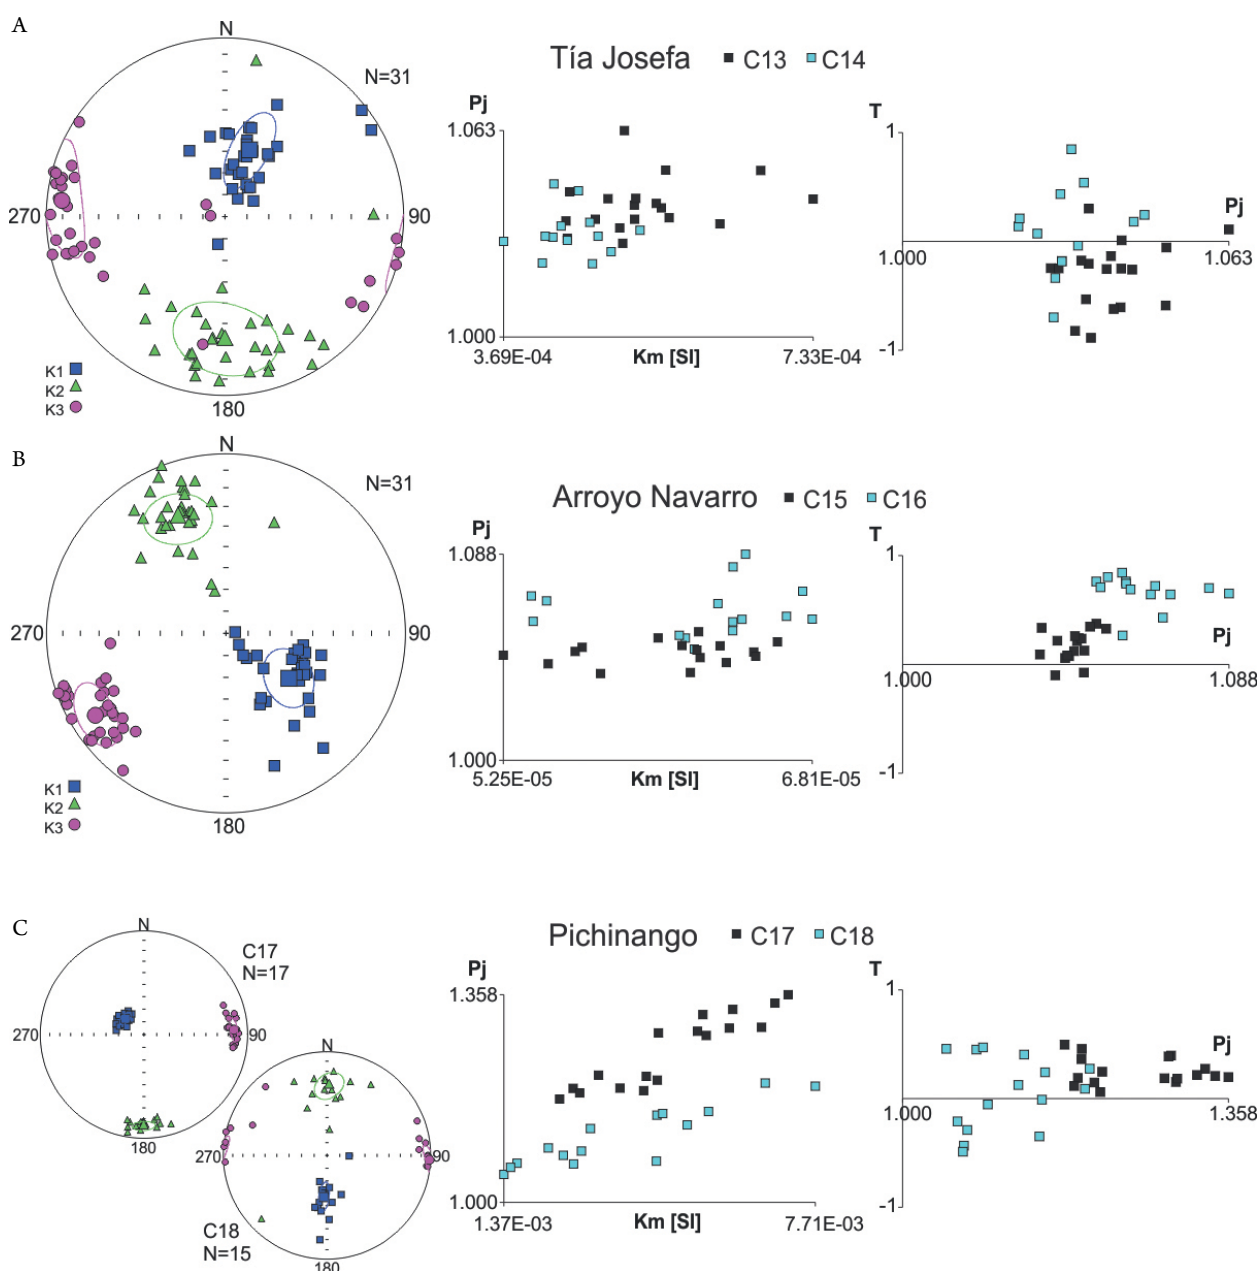 A
N
N=31
270
90
180
K1
K2
K3
Tía Josefa
C13
C14
Pj
1.063
1.000
3.69E-04
Km [SI]
7.33E-04
T
1
Pj
1.000
1.063
-1
B
N
N=31
270
90
180
K1
K2
K3
Arroyo Navarro
C15
C16
Pj
1.088
1.000
5.25E-05
Km [SI]
6.81E-05
T
1
Pj
1.000
1.088
-1
C
N
C17
N=17
270
90
180
N
270
90
180
C18
N=15
Pichinango
C17
C18
Pj
1.358
1.000
1.37E-03
Km [SI]
7.71E-03
T
1
Pj
1.000
1.358
-1